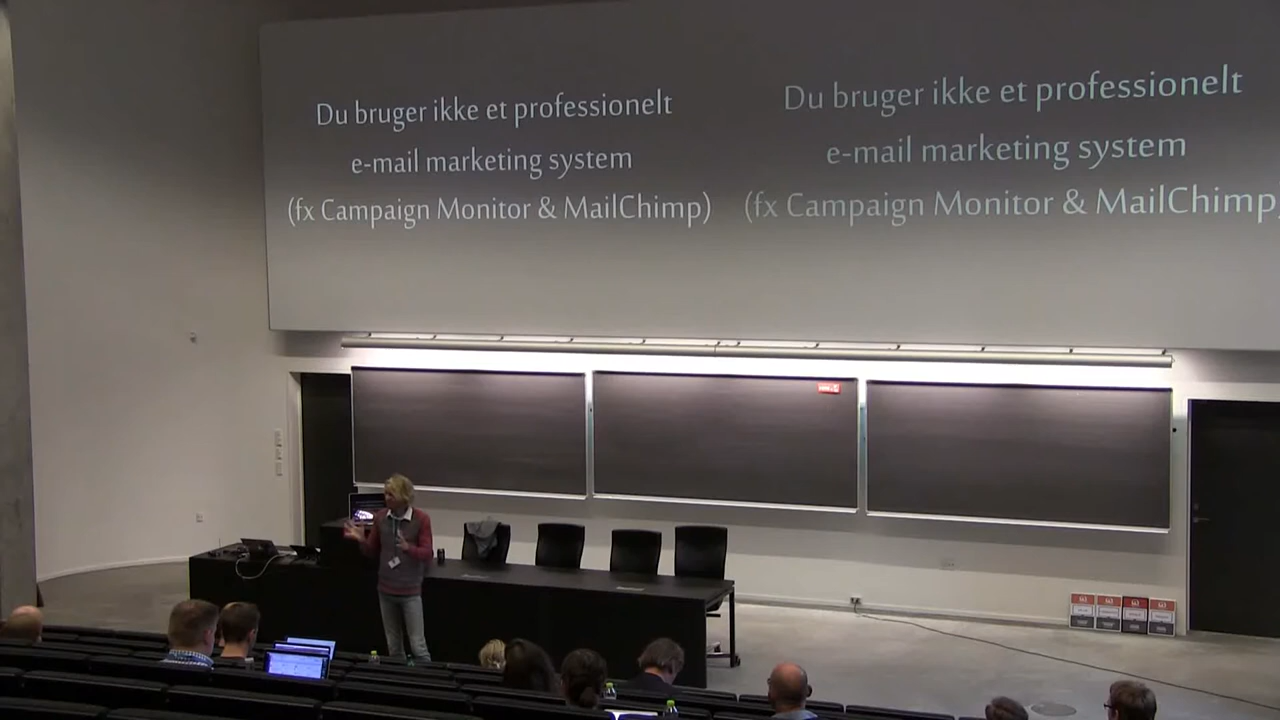 Du bruger ikke et professionelt
e-mail marketing system
(fx Campaign Monitor & MailChimp)
Du bruger ikke et professionelt
e-mail marketing system
(fx Campaign Monitor & MailChimp)